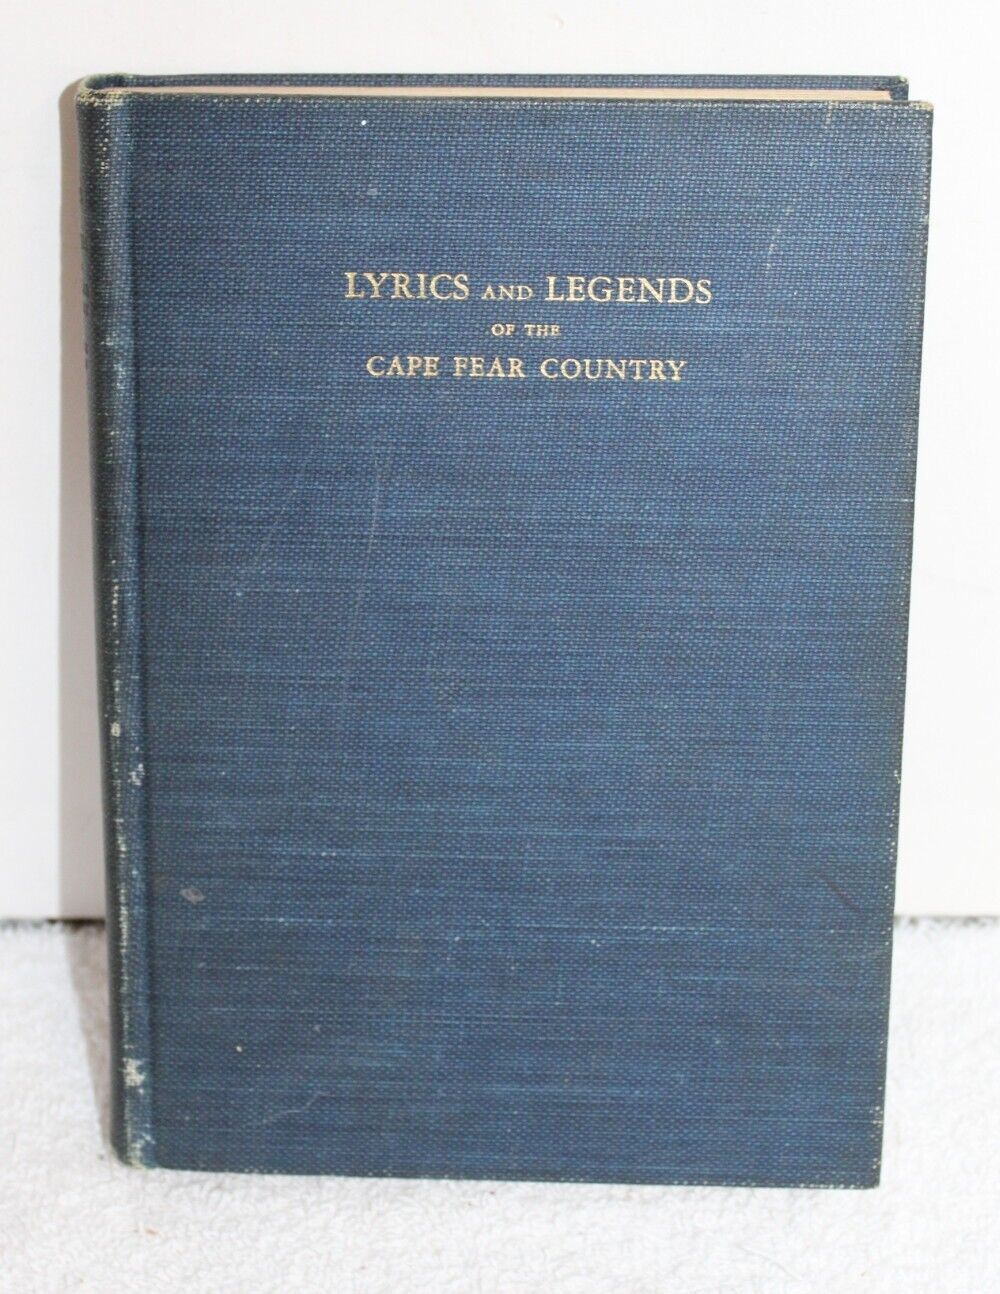 LYRICS AND LEGENDS
OF THE
CAPE FEAR COUNTRY